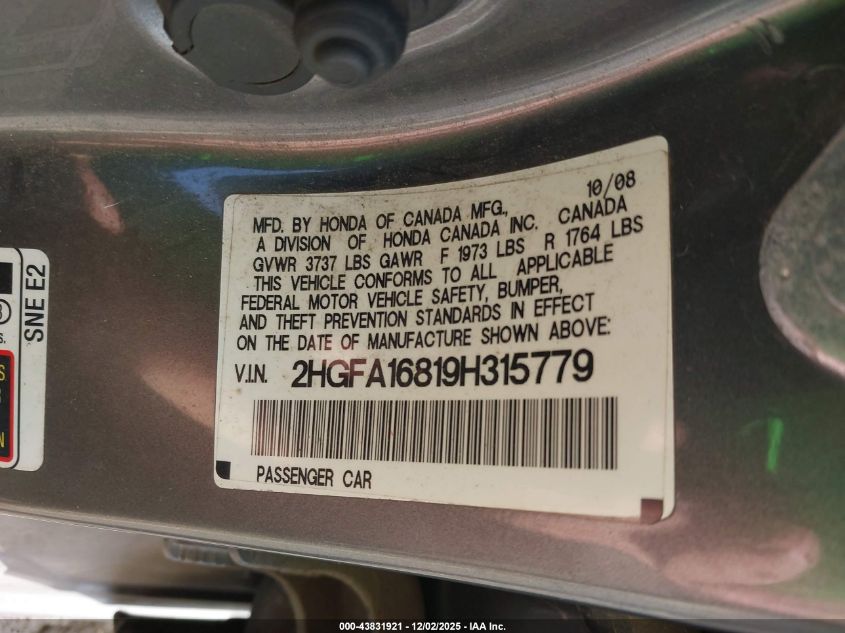 10/08
MFD. BY HONDA OF CANADA MFG.,
A DIVISION OF HONDA CANADA INC. CANADA
GVWR 3737 LBS GAWR F 1973 LBS R 1764 LBS
THIS VEHICLE CONFORMS TO ALL APPLICABLE
FEDERAL MOTOR VEHICLE SAFETY, BUMPER,
AND THEFT PREVENTION STANDARDS IN EFFECT
ON THE DATE OF MANUFACTURE SHOWN ABOVE:
V.I.N. 2HGFA16819H315779
PASSENGER CAR
SNE E2
000-43831921 - 12/02/2025 - IAA Inc.